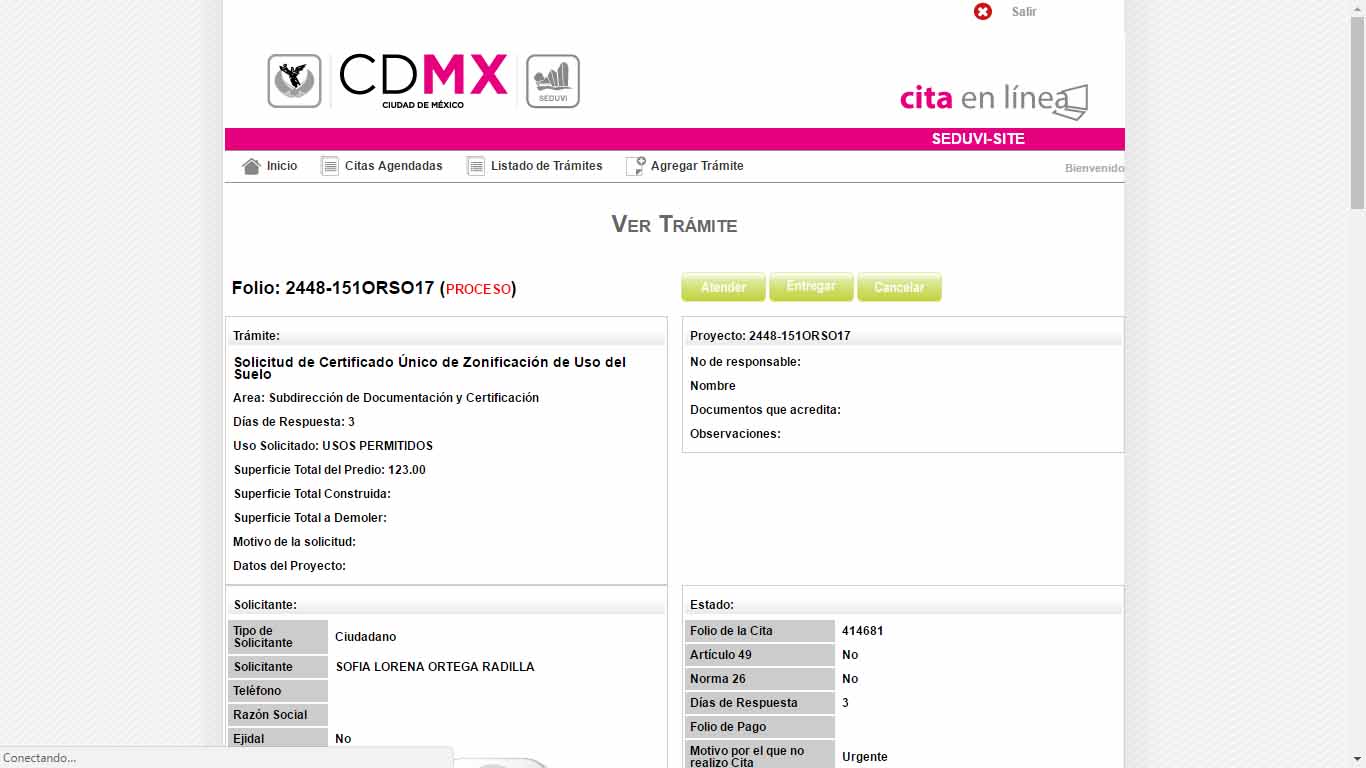 Salir
CDMX
CIUDAD DE MÉXICO
SEDUVI
cita en línea
SEDUVI-SITE
Inicio
Citas Agendadas
Listado de Trámites
Agregar Trámite
Bienvenido
Ver Trámite
Folio: 2448-151ORSO17 (PROCESO)
Atender
Entregar
Cancelar
Trámite:
Solicitud de Certificado Único de Zonificación de Uso del
Suelo
Area: Subdirección de Documentación y Certificación
Días de Respuesta: 3
Uso Solicitado: USOS PERMITIDOS
Superficie Total del Predio: 123.00
Superficie Total Construida:
Superficie Total a Demoler:
Motivo de la solicitud:
Datos del Proyecto:
Proyecto: 2448-151ORSO17
No de responsable:
Nombre
Documentos que acredita:
Observaciones:
Solicitante:
Tipo de
Solicitante
Ciudadano
Solicitante SOFIA LORENA ORTEGA RADILLA
Teléfono
Razón Social
Ejidal No
Estado:
Folio de la Cita 414681
Artículo 49 No
Norma 26 No
Días de Respuesta 3
Folio de Pago
Motivo por el que no
realizo Cita
Urgente
Conectando...